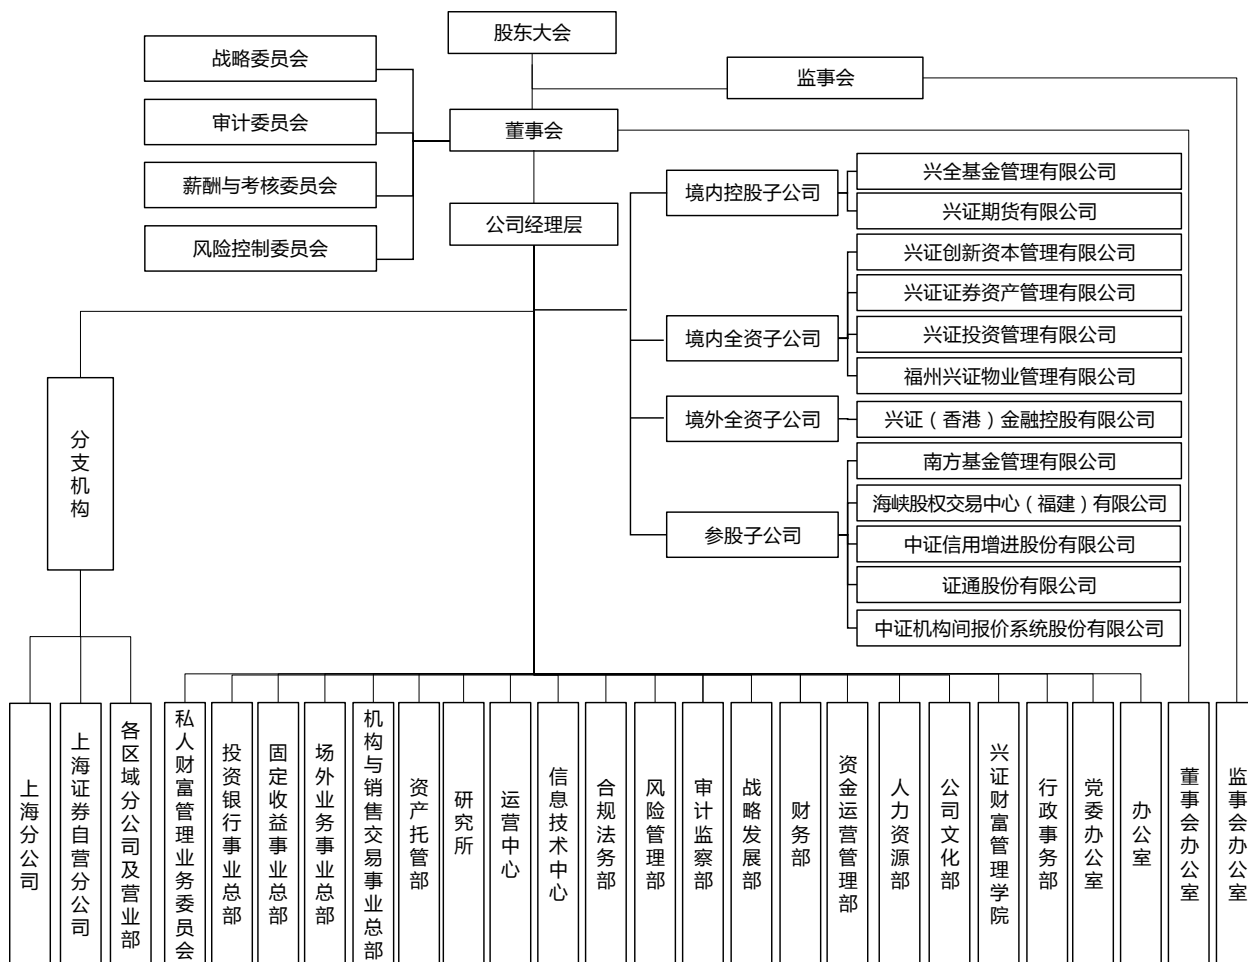 股东大会
监事会
战略委员会
审计委员会
薪酬与考核委员会
风险控制委员会
董事会
公司经理层
境内控股子公司
兴全基金管理有限公司
兴证期货有限公司
境内全资子公司
兴证创新资本管理有限公司
兴证证券资产管理有限公司
兴证投资管理有限公司
福州兴证物业管理有限公司
境外全资子公司
兴证（香港）金融控股有限公司
参股子公司
南方基金管理有限公司
海峡股权交易中心（福建）有限公司
中证信用增进股份有限公司
证通股份有限公司
中证机构间报价系统股份有限公司
分支机构
上海分公司
上海证券自营分公司
各区域分公司及营业部
私人财富管理业务委员会
投资银行事业总部
固定收益事业总部
场外业务事业总部
机构与销售交易事业总部
资产托管部
研究所
运营中心
信息技术中心
合规法务部
风险管理部
审计监察部
战略发展部
财务部
资金运营管理部
人力资源部
公司文化部
兴证财富管理学院
行政事务部
党委办公室
办公室
董事会办公室
监事会办公室